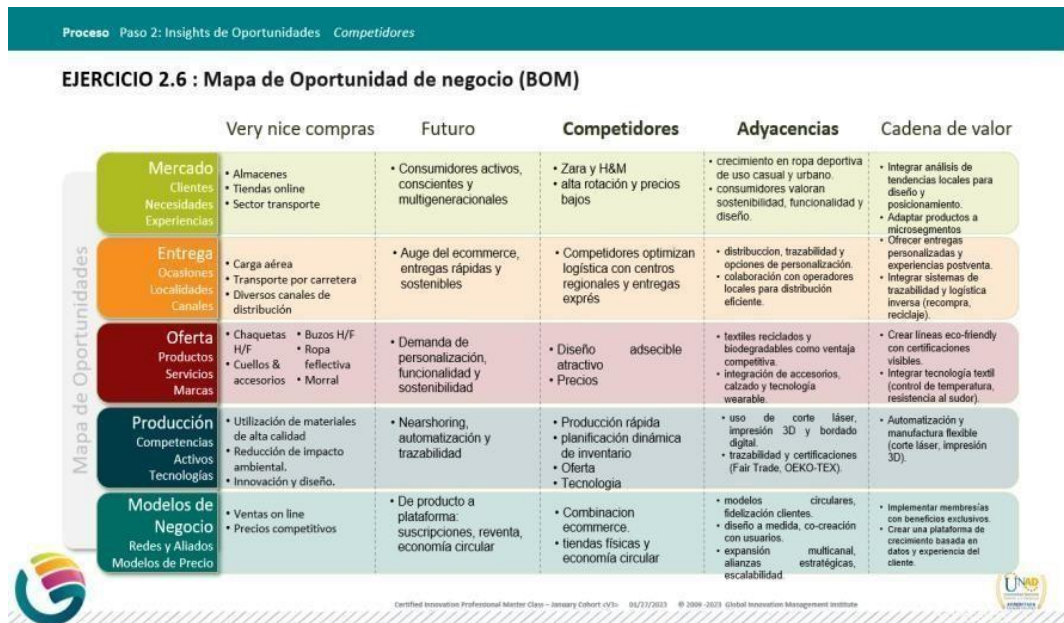 Proceso Paso 2: Insights de Oportunidades Competidores
EJERCICIO 2.6 : Mapa de Oportunidad de negocio (BOM)
Very nice compras
Futuro
Competidores
Adyacencias
Cadena de valor
Mapa de Oportunidades
Mercado
Clientes
Necesidades
Experiencias
• Almacenes
• Tiendas online
• Sector transporte
• Consumidores activos,
conscientes y
multigeneracionales
• Zara y H&M
• alta rotación y precios
bajos
• crecimiento en ropa deportiva
de uso casual y urbano.
• consumidores valoran
sostenibilidad, funcionalidad y
diseño.
• Integrar análisis de
tendencias locales para
diseño y
posicionamiento.
• Adaptar productos a
microsegmentos
Entrega
Ocasiones
Localidades
Canales
• Carga aérea
• Transporte por carretera
• Diversos canales de
distribución
• Auge del ecommerce,
entregas rápidas y
sostenibles
• Competidores optimizan
logística con centros
regionales y entregas
exprés
• distribuccion, trazabilidad y
opciones de personalización.
• colaboración con operadores
locales para distribución
eficiente.
• Ofrecer entregas
personalizadas y
experiencias postventa.
• Integrar sistemas de
trazabilidad y logística
inversa (recompra,
reciclaje).
Oferta
Productos
Servicios
Marcas
• Chaquetas
H/F
• Cuellos &
accesorios
• Buzos H/F
• Ropa
feflectiva
• Morral
• Demanda de
personalización,
funcionalidad y
sostenibilidad
• Diseño adsecible
atractivo
• Precios
• textiles reciclados y
biodegradables como ventaja
competitiva.
• integración de accesorios,
calzado y tecnología
wearable.
• Crear líneas eco-friendly
con certificaciones
visibles.
• Integrar tecnología textil
(control de temperatura,
resistencia al sudor).
Producción
Competencias
Activos
Tecnologías
• Utilización de materiales
de alta calidad
• Reducción de impacto
ambiental.
• Innovación y diseño.
• Nearshoring,
automatización y
trazabilidad
• Producción rápida
• planificación dinámica
de inventario
• Oferta
• Tecnologia
• uso de corte láser,
impresión 3D y bordado
digital.
• trazabilidad y certificaciones
(Fair Trade, OEKO-TEX).
• Automatización y
manufactura flexible
(corte láser, impresión
3D).
Modelos de
Negocio
Redes y Aliados
Modelos de Precio
• Ventas on line
• Precios competitivos
• De producto a
plataforma:
suscripciones, reventa,
economía circular
• Combinacion
ecommerce.
• tiendas físicas y
economía circular
• modelos circulares,
fidelización clientes.
• diseño a medida, co-creación
con usuarios.
• expansión multicanal,
alianzas estratégicas,
escalabilidad.
• Implementar membresías
con beneficios exclusivos.
• Crear una plataforma de
crecimiento basada en
datos y experiencia del
cliente.
Certified Innovation Professional Master Class – January Cohort <V3> 01/27/2023 © 2009 -2023 Global Innovation Management Institute
UNAD